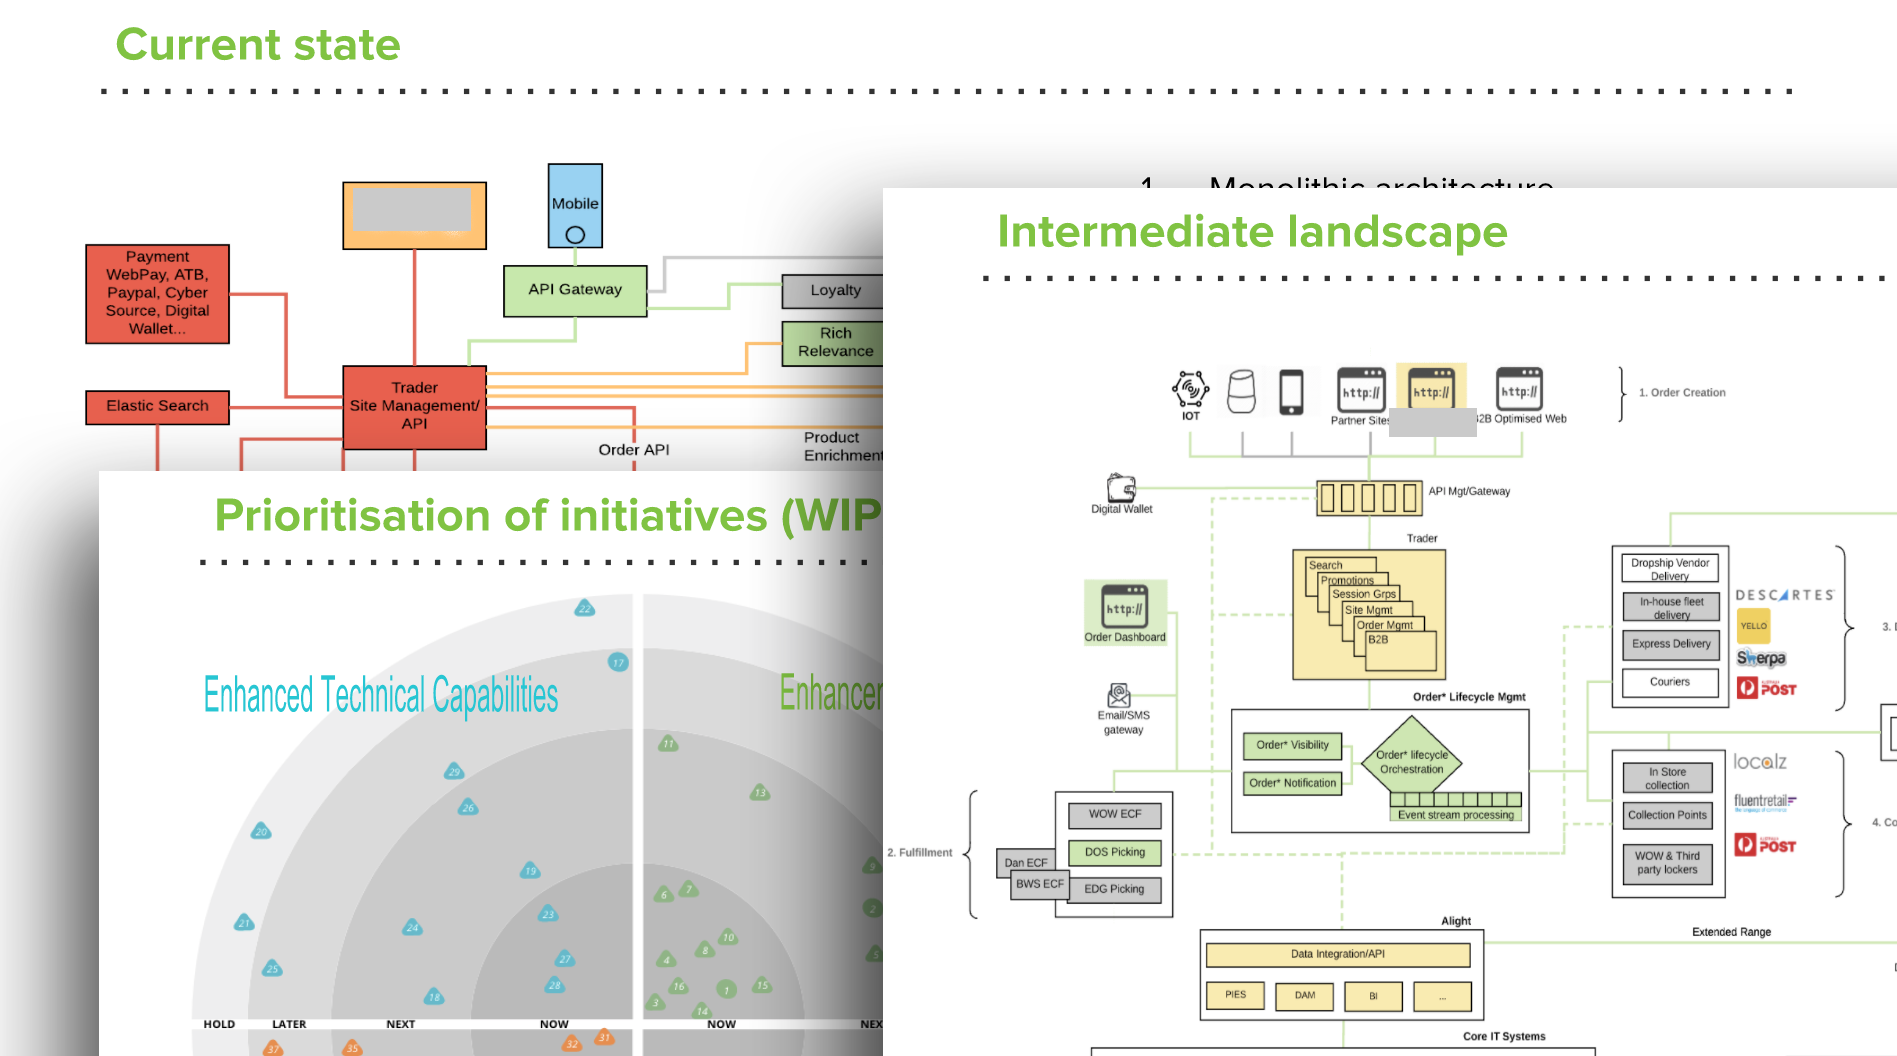 Current state
1. Monolithic architecture
Mobile
Payment
WebPay, ATB,
Paypal, Cyber
Source, Digital
Wallet...
API Gateway
Loyalty
Rich
Relevance
Trader
Site Management/
API
Elastic Search
Order API
Product
Enrichment
Prioritisation of initiatives (WIP
Enhanced Technical Capabilities
22
17
11
29
26
13
20
19
9
6
7
23
2
21
24
10
8
27
4
5
25
28
16
1
15
18
3
14
HOLD
LATER
NEXT
NOW
NOW
NEX
37
35
32
31
Intermediate landscape
IOT
http://
Partner Sites
http://
http://
B2B Optimised Web
1. Order Creation
Digital Wallet
API Mgt/Gateway
Trader
Search
Promotions
Session Grps
Site Mgmt
Order Mgmt
B2B
http://
Order Dashboard
Email/SMS
gateway
Order* Lifecycle Mgmt
Order* Visibility
Order* Notification
Order* lifecycle
Orchestration
Event stream processing
Dropship Vendor
Delivery
In-house fleet
delivery
Express Delivery
Couriers
DESCARTES
YELLO
Sherpa
POST
3. D
In Store
collection
Collection Points
WOW & Third
party lockers
localz
fluentretail
POST
4. Co
2. Fulfillment
WOW ECF
DOS Picking
EDG Picking
Dan ECF
BWS ECF
Alight
Data Integration/API
PIES
DAM
BI
...
Extended Range
Core IT Systems